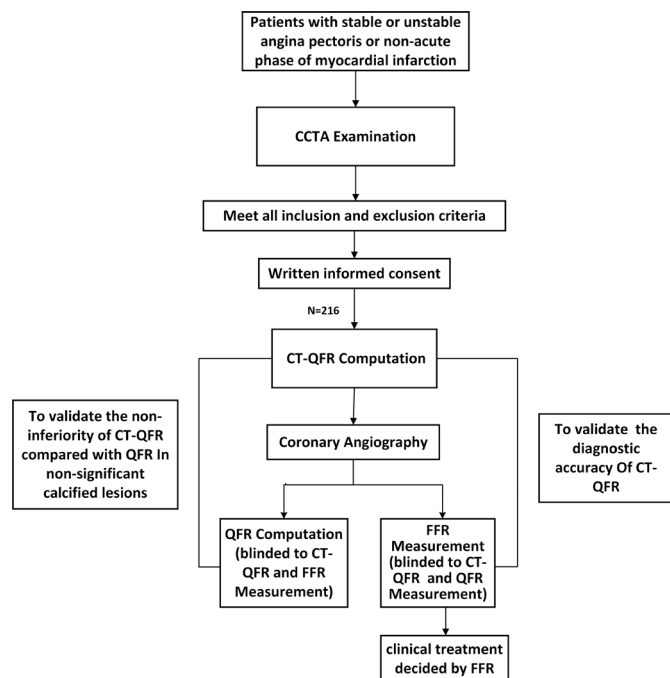 Patients with stable or unstable
angina pectoris or non-acute
phase of myocardial infarction
CCTA Examination
Meet all inclusion and exclusion criteria
Written informed consent
N=216
CT-QFR Computation
To validate the non-
inferiority of CT-QFR
compared with QFR In
non-significant
calcified lesions
To validate the
diagnostic
accuracy Of CT-
QFR
Coronary Angiography
QFR Computation
(blinded to CT-
QFR and FFR
Measurement)
FFR
Measurement
(blinded to CT-
QFR and QFR
Measurement)
clinical treatment
decided by FFR